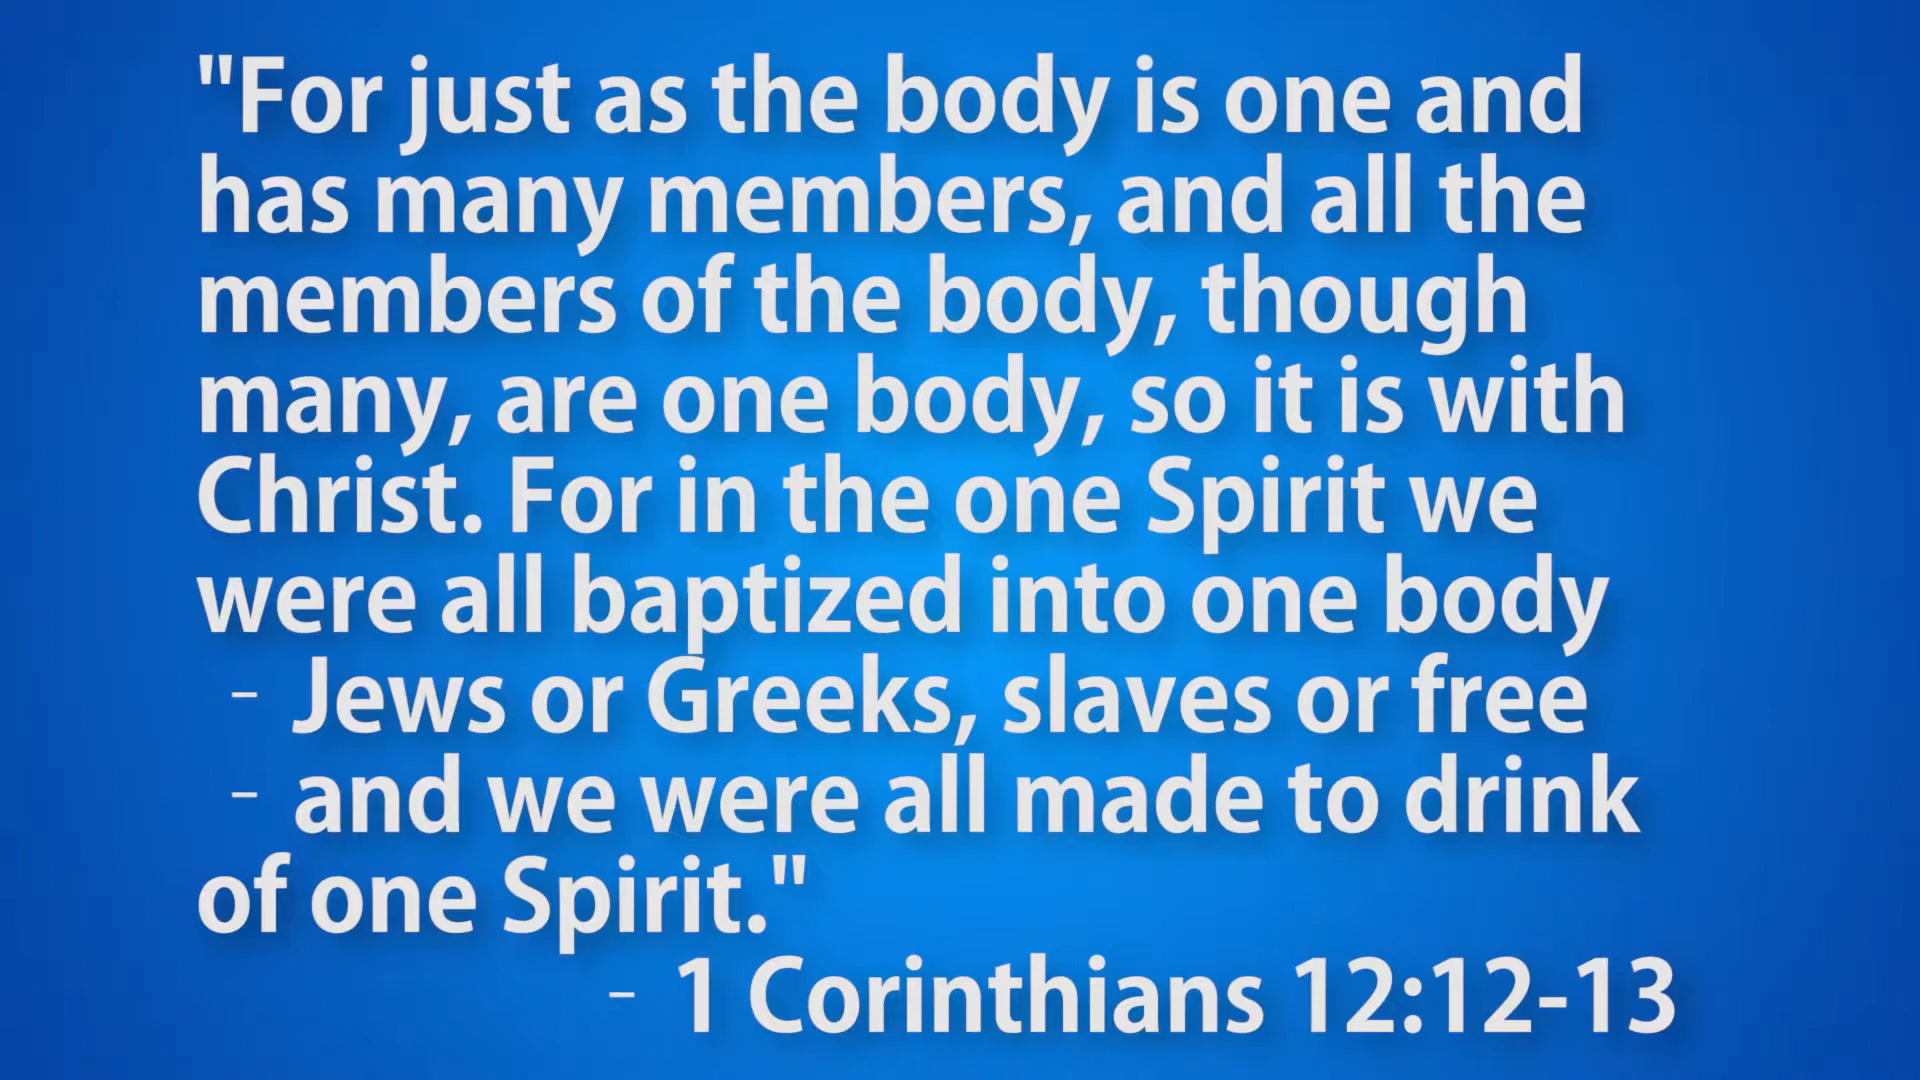 "For just as the body is one and
has many members, and all the
members of the body, though
many, are one body, so it is with
Christ. For in the one Spirit we
were all baptized into one body
- Jews or Greeks, slaves or free
- and we were all made to drink
of one Spirit."
- 1 Corinthians 12:12-13